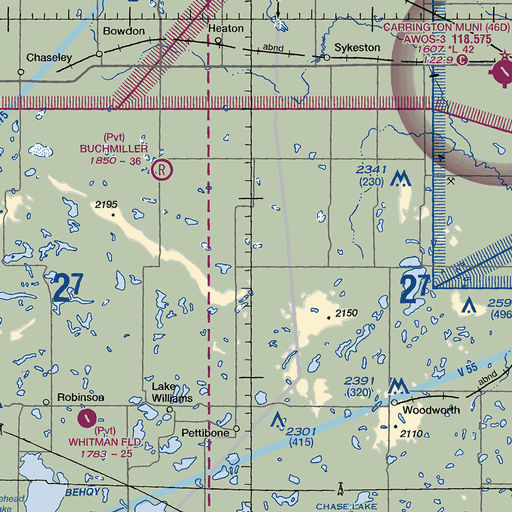 Bowdon
Heaton
CARRINGTON MUNI (46D)
AWOS-3 118.575
1607 *L 42
122.9 C
abnd
Sykeston
Chaseley
(Pvt)
BUCHMILLER
1850 - 36
R
2341
(230)
2195
27
27
2150
(496)
2391
(320)
V 55
abnd
Robinson
Lake
Williams
Woodworth
(Pvt)
WHITMAN FLD
1783 - 25
Pettibone
2301
(415)
2110
BEHQY
CHASE LAKE